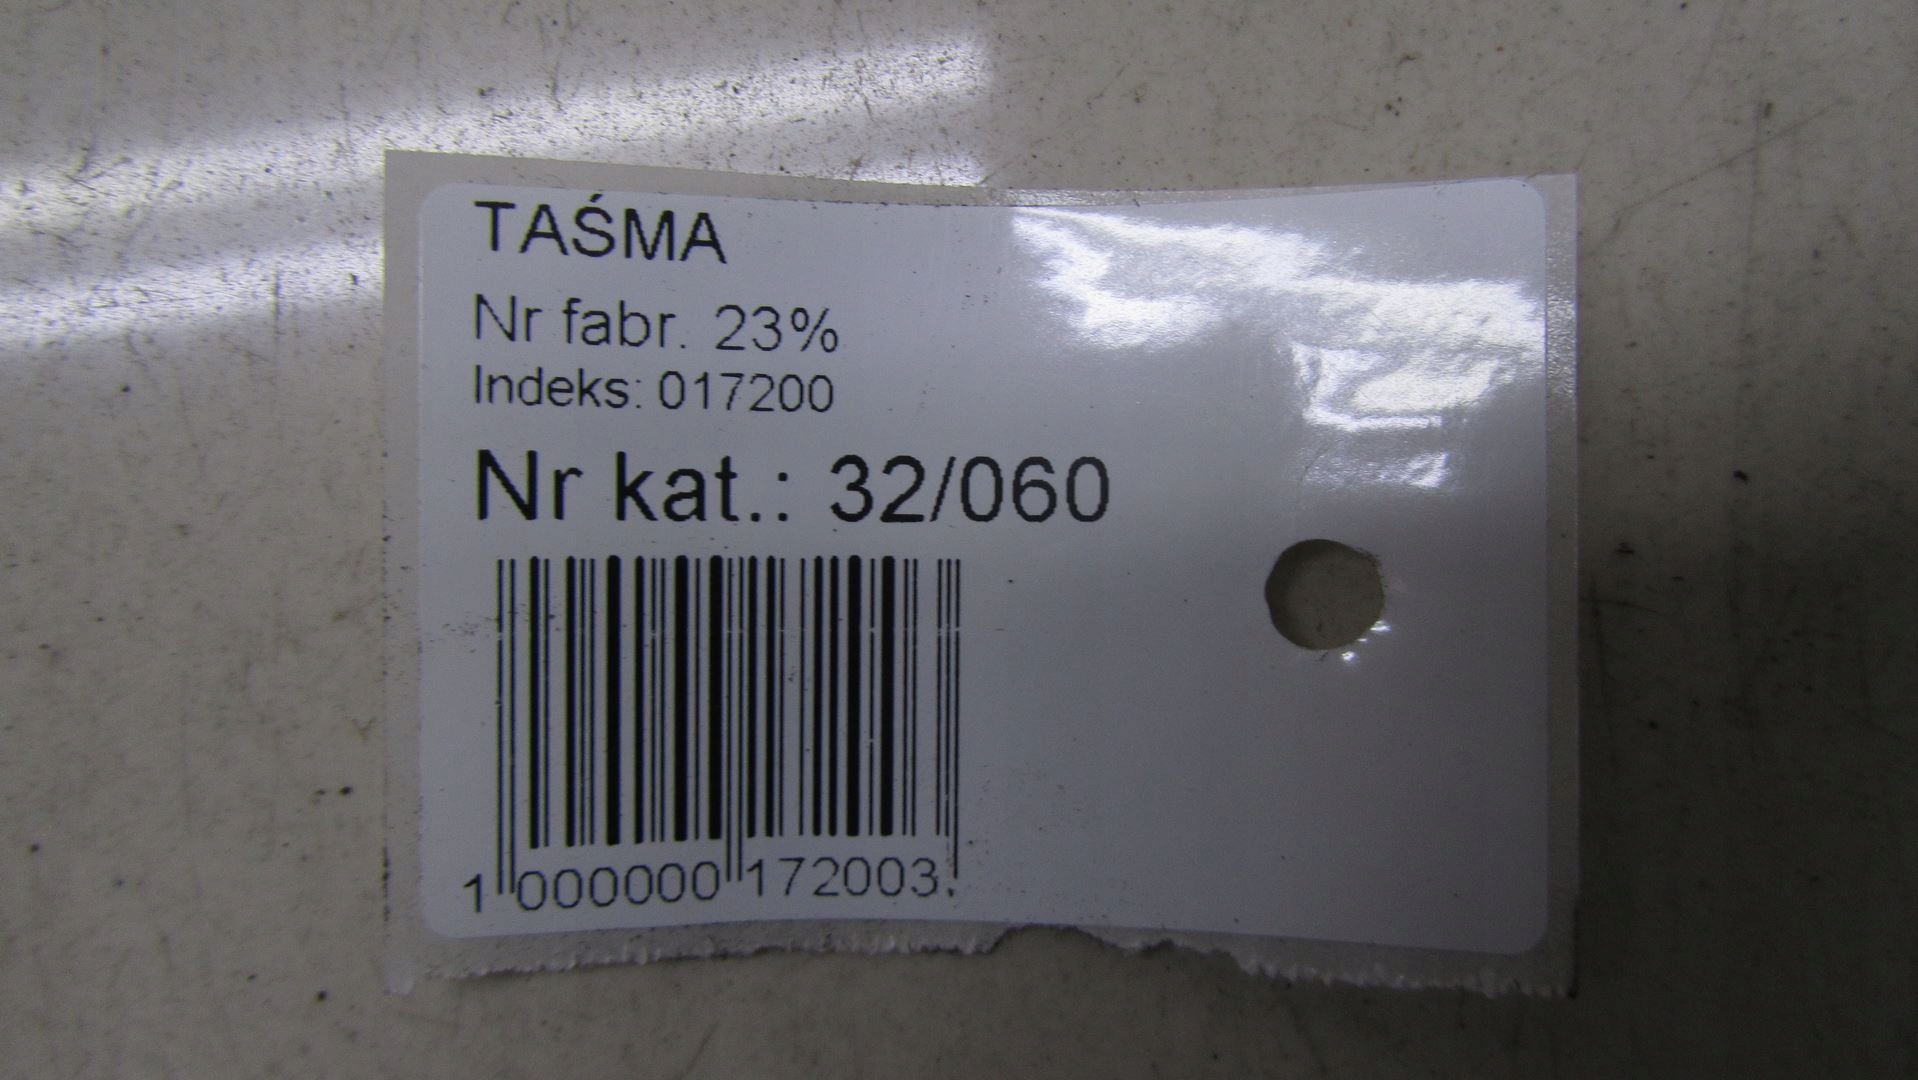 TAŚMA
Nr fabr. 23%
Indeks: 017200
Nr kat.: 32/060
1 000000 172003